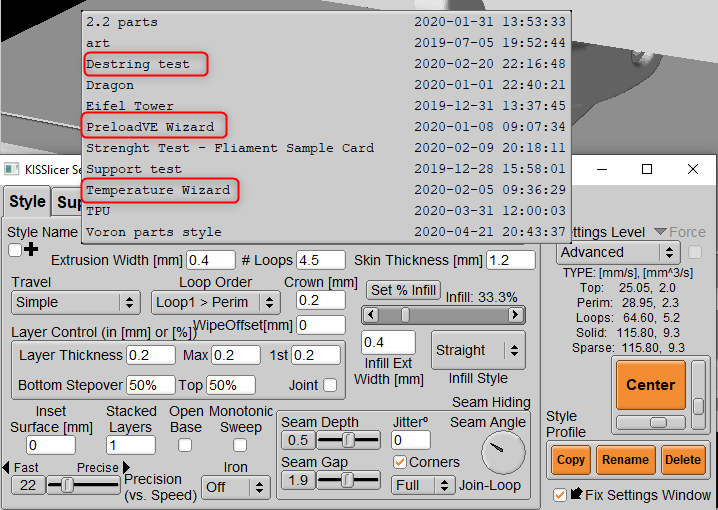 2.2 parts 2020-01-31 13:53:33
art 2019-07-05 19:52:44
Destring test 2020-02-20 22:16:48
Dragon 2020-01-01 22:40:21
Eifel Tower 2019-12-31 13:37:45
PreloadVE Wizard 2020-01-08 09:07:34
Strenght Test - Fliament Sample Card 2020-02-09 20:18:11
Support test 2019-12-28 15:58:01
Temperature Wizard 2020-02-05 09:36:29
TPU 2020-03-31 12:00:03
Voron parts style 2020-04-21 20:43:37
KISSlicer Se
Style Sup
Style Name
ettings Level Force
Advanced
Extrusion Width [mm] 0.4 # Loops 4.5 Skin Thickness [mm] 1.2
Travel Loop Order Crown [mm]
Simple Loop1 > Perim 0.2
WipeOffset[mm] 0
Set % Infill Infill: 33.3%
0.4
Infill Ext Width [mm]
Straight
Infill Style
Layer Control (in [mm] or [%])
Layer Thickness 0.2 Max 0.2 1st 0.2
Bottom Stepover 50% Top 50% Joint
Inset Surface [mm] 0
Stacked Layers 1
Open Base
Monotonic Sweep
Fast Precise
22 Precision (vs. Speed)
Iron
Off
Seam Hiding
Seam Depth Jitterº Seam Angle
0.5 0
Seam Gap Corners
1.9 Full Join-Loop
TYPE: [mm/s], [mm^3/s]
Top: 25.05, 2.0
Perim: 28.95, 2.3
Loops: 64.60, 5.2
Solid: 115.80, 9.3
Sparse: 115.80, 9.3
Center
Style Profile
Copy Rename Delete
Fix Settings Window